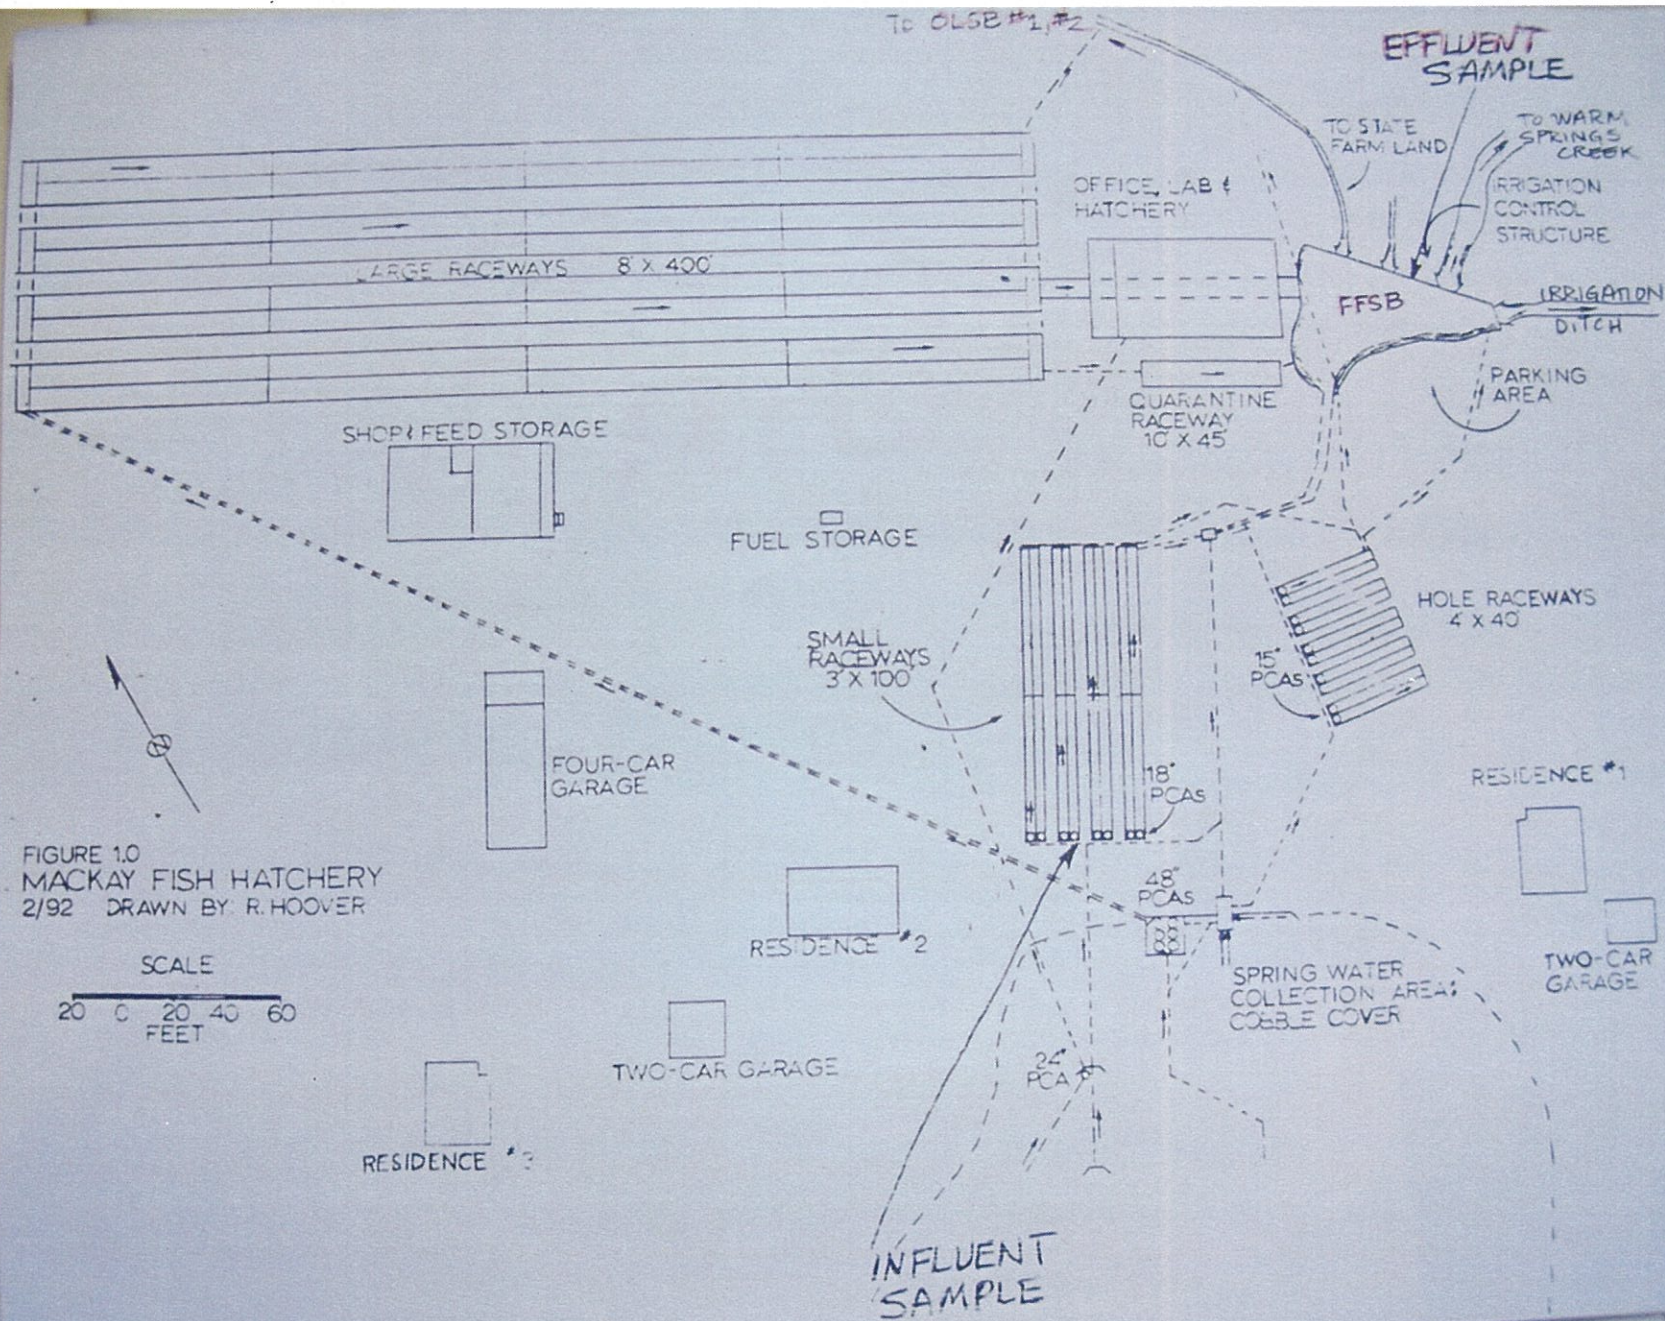 TO OLSB #1, #2
EFFLUENT
SAMPLE
TO STATE
FARM LAND
TO WARM
SPRINGS
CREEK
OFFICE, LAB &
HATCHERY
IRRIGATION
CONTROL
STRUCTURE
LARGE RACEWAYS 8' X 400'
FFSB
IRRIGATION
DITCH
PARKING
AREA
QUARANTINE
RACEWAY
10' X 45'
SHOP & FEED STORAGE
FUEL STORAGE
HOLE RACEWAYS
4' X 40'
SMALL
RACEWAYS
3' X 100'
15"
PCAS
FOUR-CAR
GARAGE
18"
PCAS
RESIDENCE #1
FIGURE 1.0
MACKAY FISH HATCHERY
2/92 DRAWN BY: R. HOOVER
48"
PCAS
RESIDENCE #2
SCALE
20 0 20 40 60
FEET
SPRING WATER
COLLECTION AREA:
COBBLE COVER
TWO-CAR
GARAGE
TWO-CAR GARAGE
24"
PCA
RESIDENCE #3
INFLUENT
SAMPLE